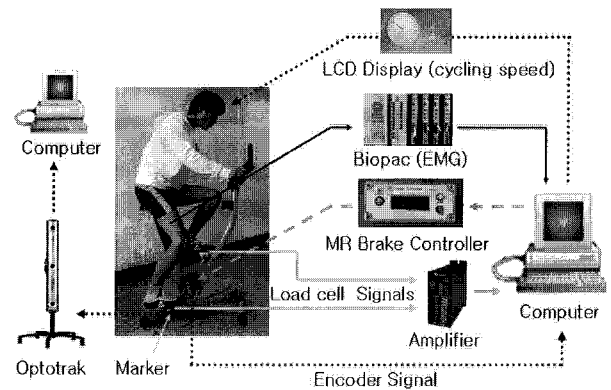 LCD Display (cycling speed)
Computer
Biopac (EMG)
MR Brake Controller
Load cell Signals
Computer
Amplifier
Optotrak
Marker
Encoder Signal